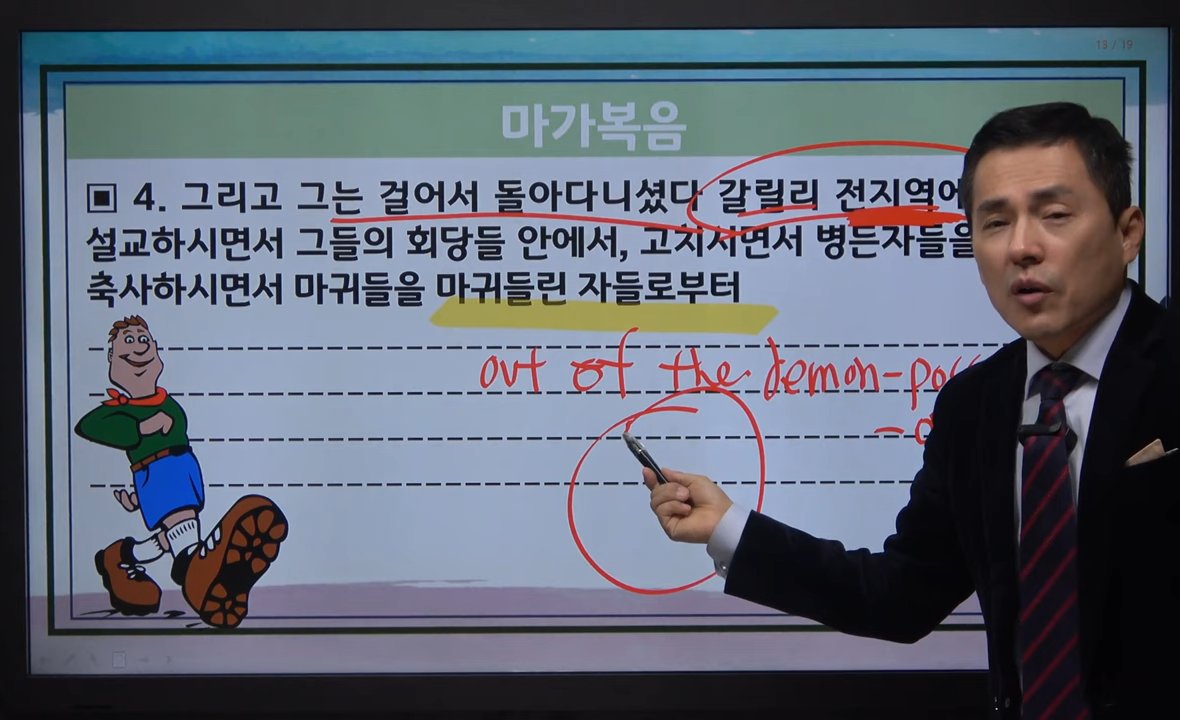 13 / 19
마가복음
▣ 4. 그리고 그는 걸어서 돌아다니셨다 갈릴리 전지역에
설교하시면서 그들의 회당들 안에서, 고치시면서 병든자들을
축사하시면서 마귀들을 마귀들린 자들로부터
out of the demon-